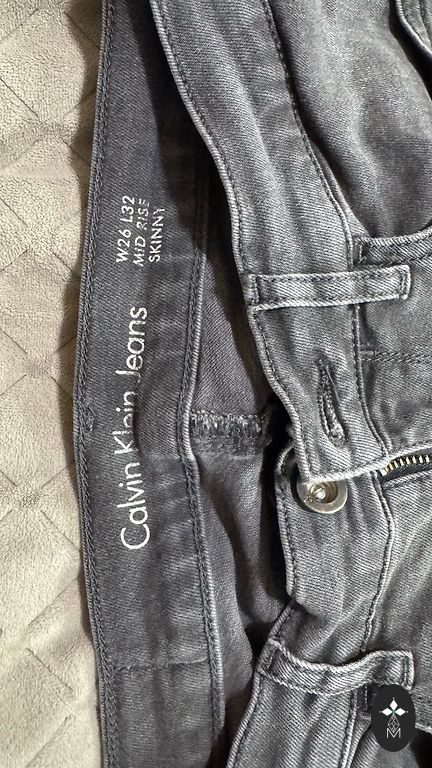 Calvin Klein Jeans
W26 L32
MID RISE
SKINNY
M